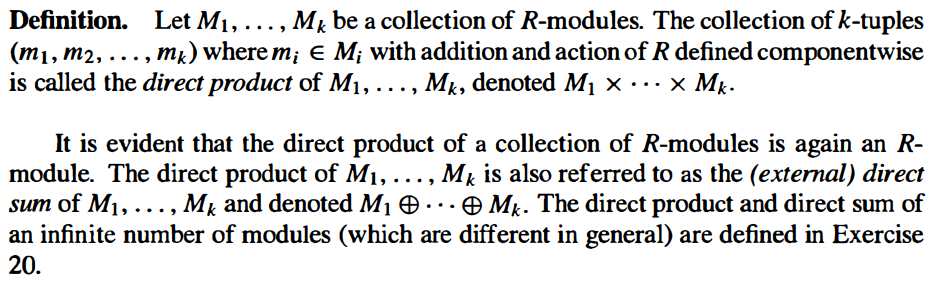 Definition. Let M₁, . . . , Mₖ be a collection of R-modules. The collection of k-tuples
(m₁, m₂, . . . , mₖ) where mᵢ ∈ Mᵢ with addition and action of R defined componentwise
is called the direct product of M₁, . . . , Mₖ, denoted M₁ × · · · × Mₖ.
It is evident that the direct product of a collection of R-modules is again an R-
module. The direct product of M₁, . . . , Mₖ is also referred to as the (external) direct
sum of M₁, . . . , Mₖ and denoted M₁ ⊕ · · · ⊕ Mₖ. The direct product and direct sum of
an infinite number of modules (which are different in general) are defined in Exercise
20.